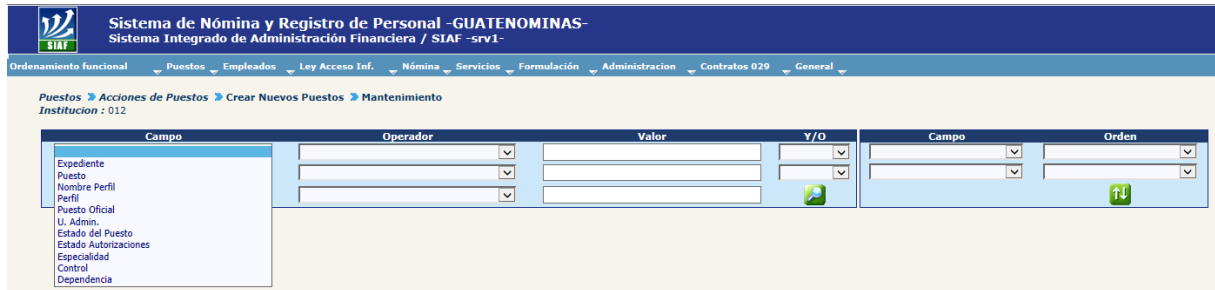 Sistema de Nómina y Registro de Personal -GUATENOMINAS-
SIAF
Sistema Integrado de Administración Financiera / SIAF -srv1-
Ordenamiento funcional Puestos Empleados Ley Acceso Inf. Nómina Servicios Formulación Administracion Contratos 029 General
Puestos Acciones de Puestos Crear Nuevos Puestos Mantenimiento
Institucion : 012
Campo Operador Valor Y/O Campo Orden
Expediente
Puesto
Nombre Perfil
Perfil
Puesto Oficial
U. Admin.
Estado del Puesto
Estado Autorizaciones
Especialidad
Control
Dependencia